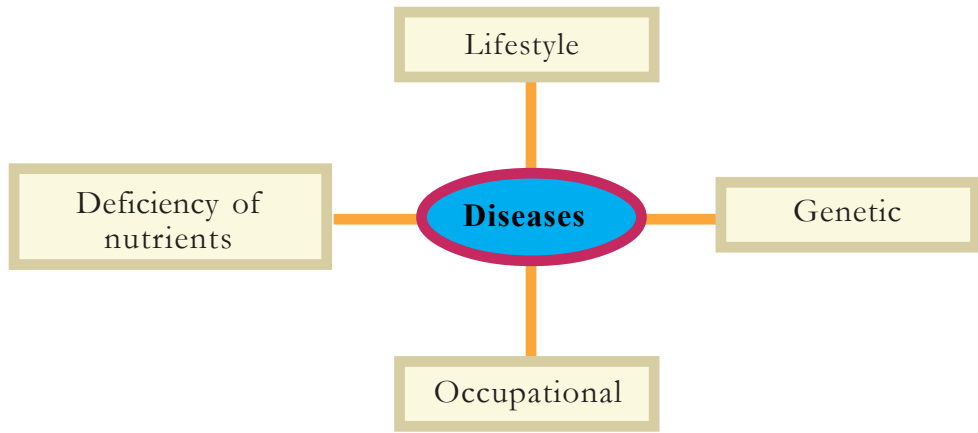 Lifestyle
Deficiency of
nutrients
Diseases
Genetic
Occupational